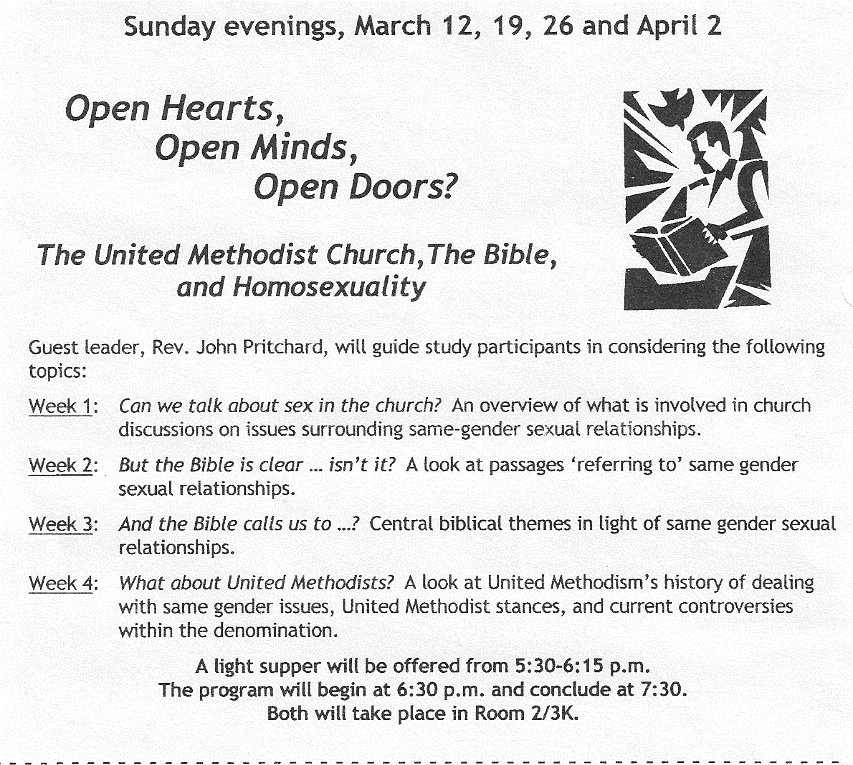 Sunday evenings, March 12, 19, 26 and April 2
Open Hearts,
Open Minds,
Open Doors?
The United Methodist Church, The Bible,
and Homosexuality
Guest leader, Rev. John Pritchard, will guide study participants in considering the following
topics:
Week 1: Can we talk about sex in the church? An overview of what is involved in church
discussions on issues surrounding same-gender sexual relationships.
Week 2: But the Bible is clear ... isn't it? A look at passages 'referring to' same gender
sexual relationships.
Week 3: And the Bible calls us to ...? Central biblical themes in light of same gender sexual
relationships.
Week 4: What about United Methodists? A look at United Methodism's history of dealing
with same gender issues, United Methodist stances, and current controversies
within the denomination.
A light supper will be offered from 5:30-6:15 p.m.
The program will begin at 6:30 p.m. and conclude at 7:30.
Both will take place in Room 2/3K.